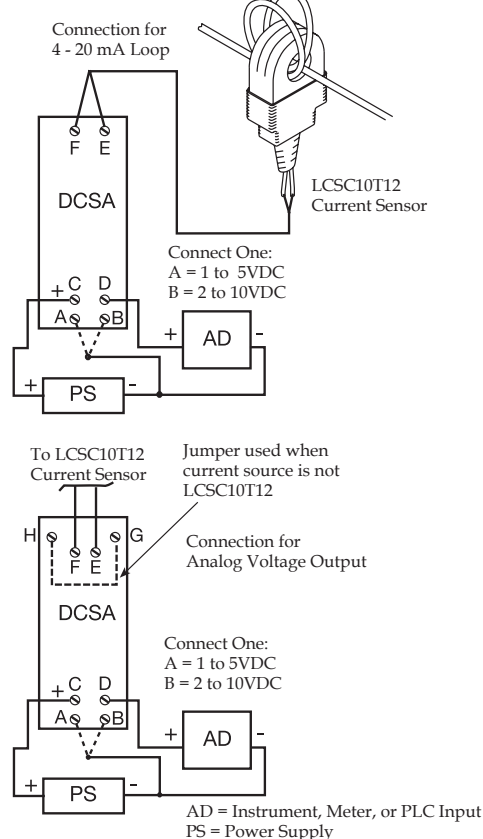 Connection for
4 - 20 mA Loop
F E
DCSA
LCSC10T12
Current Sensor
Connect One:
A = 1 to 5VDC
B = 2 to 10VDC
+ C D
A B
+ AD -
+ PS -
To LCSC10T12
Current Sensor
Jumper used when
current source is not
LCSC10T12
H G
F E
Connection for
Analog Voltage Output
DCSA
Connect One:
A = 1 to 5VDC
B = 2 to 10VDC
+ C D
A B
+ AD -
+ PS -
AD = Instrument, Meter, or PLC Input
PS = Power Supply